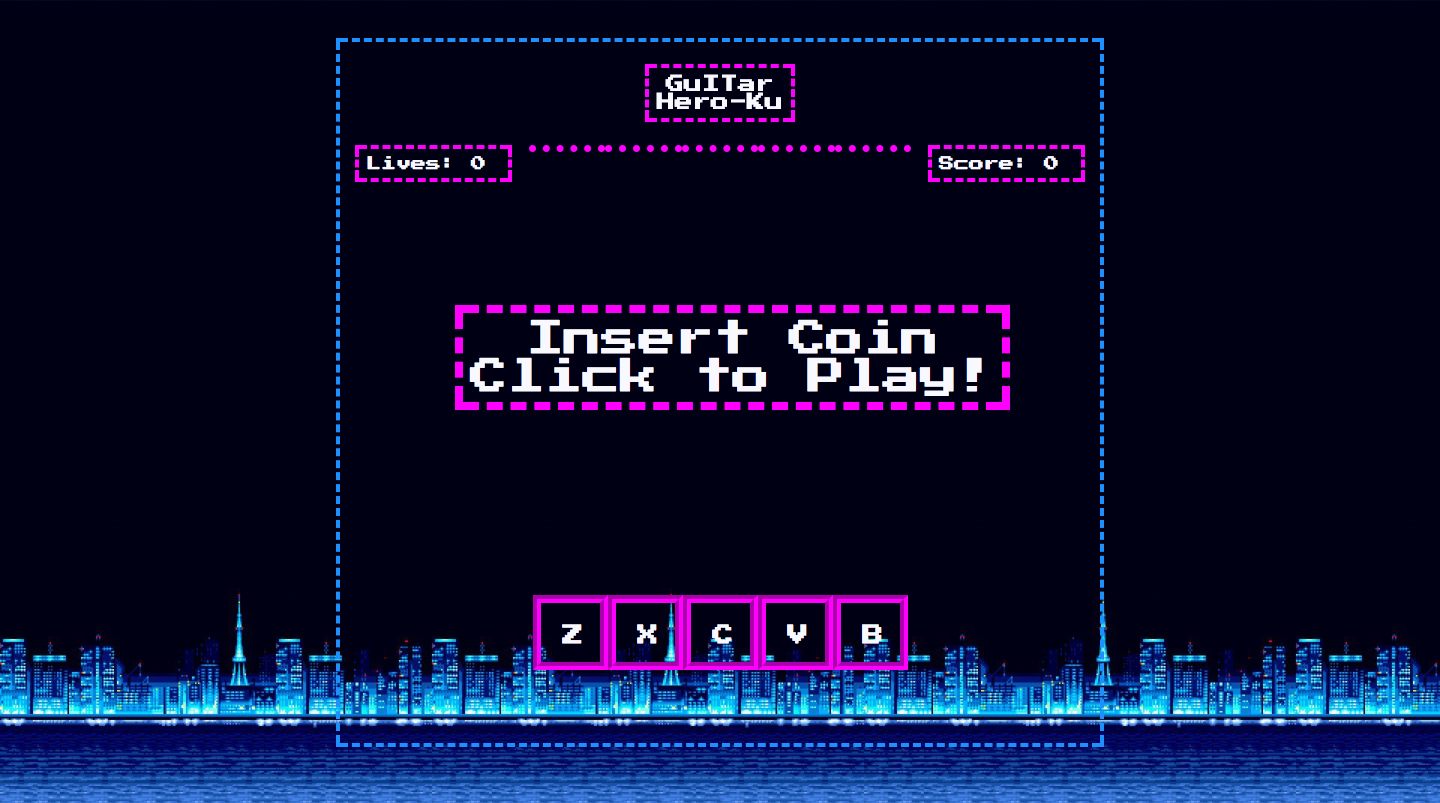 GuITar
Hero-Ku
Lives: 0
Score: 0
Insert Coin
Click to Play!
Z X C V B